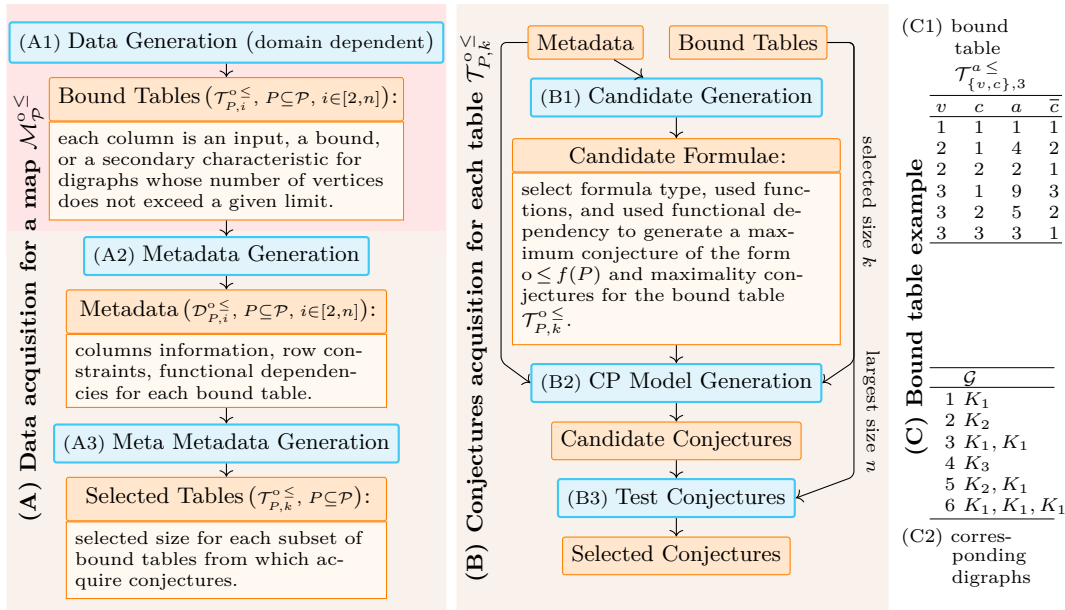 (A) Data acquisition for a map ℳ_𝒫^{o ≤}
(A1) Data Generation (domain dependent)
Bound Tables (𝒯_{P,i}^{o ≤}, P⊆𝒫, i∈[2,n]):
each column is an input, a bound,
or a secondary characteristic for
digraphs whose number of vertices
does not exceed a given limit.
(A2) Metadata Generation
Metadata (𝒟_{P,i}^{o ≤}, P⊆𝒫, i∈[2,n]):
columns information, row con-
straints, functional dependen-
cies for each bound table.
(A3) Meta Metadata Generation
Selected Tables (𝒯_{P,k}^{o ≤}, P⊆𝒫):
selected size for each subset of
bound tables from which ac-
quire conjectures.
(B) Conjectures acquisition for each table 𝒯_{P,k}^{o ≤}
Metadata
Bound Tables
(B1) Candidate Generation
Candidate Formulae:
select formula type, used func-
tions, and used functional de-
pendency to generate a max-
imum conjecture of the form
o ≤ f(P) and maximality con-
jectures for the bound table
𝒯_{P,k}^{o ≤}.
selected size k
(B2) CP Model Generation
largest size n
Candidate Conjectures
(B3) Test Conjectures
Selected Conjectures
(C) Bound table example
(C1) bound
table
𝒯_{{v,c},3}^{a ≤}
v c a c̅
1 1 1 1
2 1 4 2
2 2 2 1
3 1 9 3
3 2 5 2
3 3 3 1
𝒢
1 K₁
2 K₂
3 K₁, K₁
4 K₃
5 K₂, K₁
6 K₁, K₁, K₁
(C2) corres-
ponding
digraphs